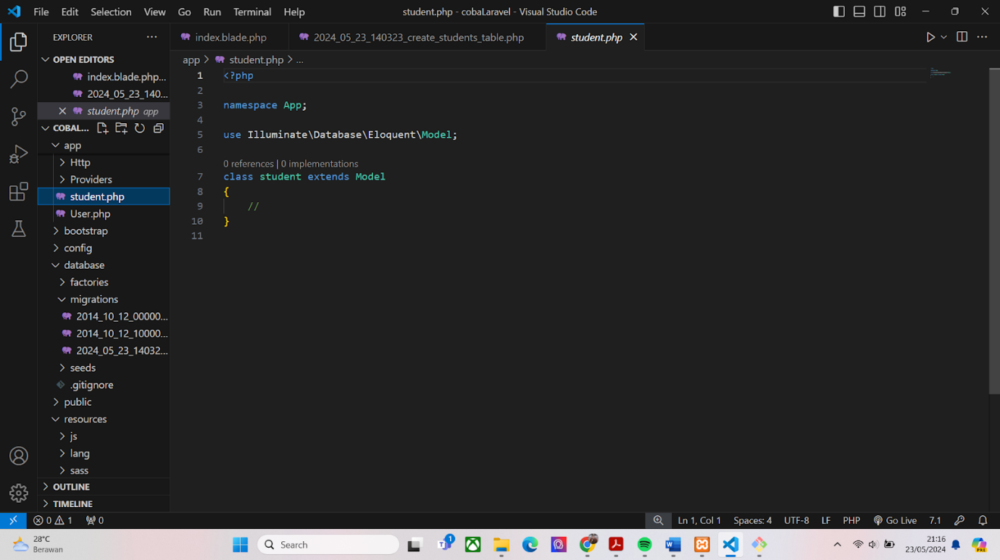 File Edit Selection View Go Run Terminal Help
student.php - cobaLaravel - Visual Studio Code
EXPLORER
OPEN EDITORS
index.blade.php...
2024_05_23_140...
student.php app
COBAL...
app
Http
Providers
student.php
User.php
bootstrap
config
database
factories
migrations
2014_10_12_00000...
2014_10_12_10000...
2024_05_23_14032...
seeds
.gitignore
public
resources
js
lang
sass
OUTLINE
TIMELINE
index.blade.php
2024_05_23_140323_create_students_table.php
student.php
app > student.php > ...
1 <?php
2
3 namespace App;
4
5 use Illuminate\Database\Eloquent\Model;
6
0 references | 0 implementations
7 class student extends Model
8 {
9 //
10 }
11
0 1 0
Ln 1, Col 1 Spaces: 4 UTF-8 LF PHP Go Live 7.1
28°C
Berawan
Search
1
21:16
23/05/2024
PRE